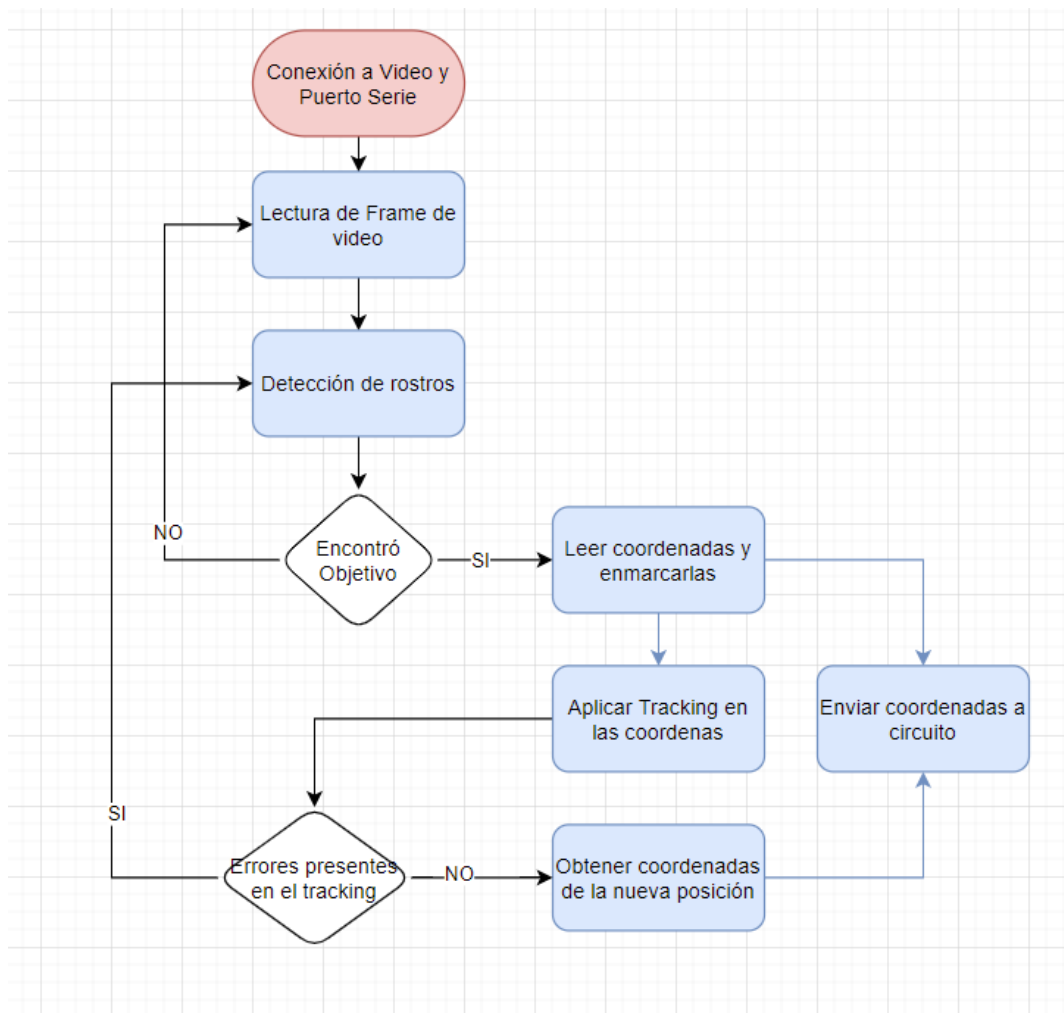 Conexión a Video y
Puerto Serie
Lectura de Frame de
video
Detección de rostros
NO
Encontró
Objetivo
SI
Leer coordenadas y
enmarcarlas
Aplicar Tracking en
las coordenas
Enviar coordenadas a
circuito
SI
Errores presentes
en el tracking
NO
Obtener coordenadas
de la nueva posición